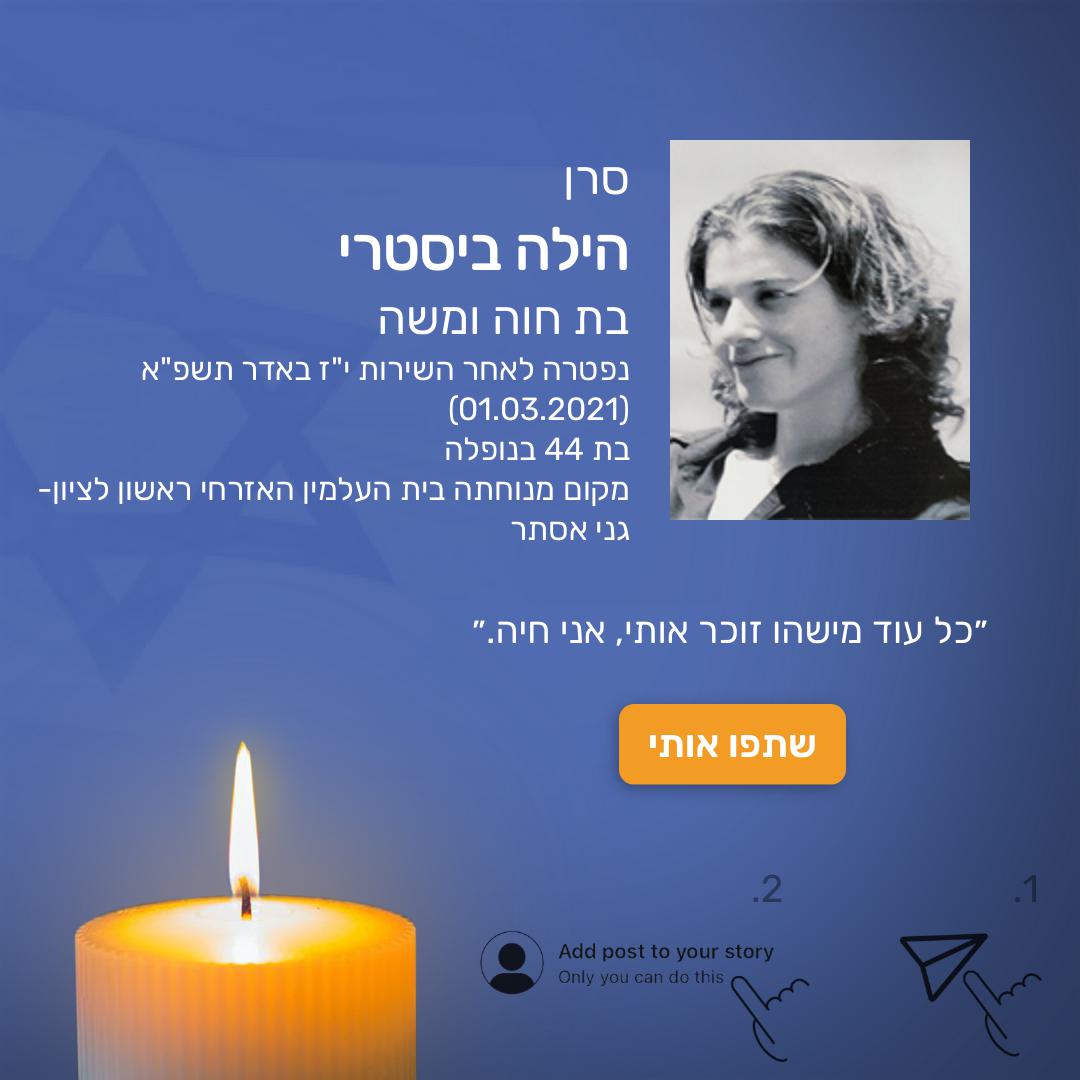 סרן
הילה ביסטרי
בת חוה ומשה
נפטרה לאחר השירות י"ז באדר תשפ"א
(01.03.2021)
בת 44 בנופלה
מקום מנוחתה בית העלמין האזרחי ראשון לציון-
גני אסתר
״כל עוד מישהו זוכר אותי, אני חיה.״
שתפו אותי
.1
.2
Add post to your story
Only you can do this